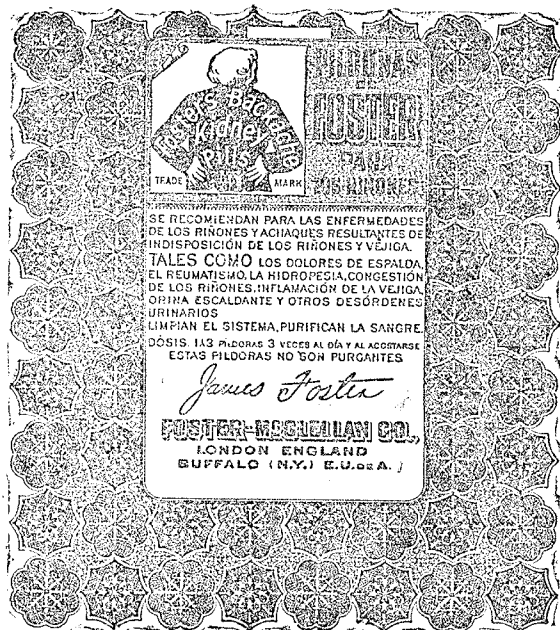 Foster's Backache
Kidney
Pills
TRADE MARK
PILDORAS
DE
FOSTER
PARA
LOS RIÑONES
SE RECOMIENDAN PARA LAS ENFERMEDADES
DE LOS RIÑONES Y ACHAQUES RESULTANTES DE
INDISPOSICIÓN DE LOS RIÑONES Y VEJIGA.
TALES COMO LOS DOLORES DE ESPALDA,
EL REUMATISMO, LA HIDROPESIA, CONGESTIÓN
DE LOS RIÑONES, INFLAMACIÓN DE LA VEJIGA,
ORINA ESCALDANTE Y OTROS DESÓRDENES
URINARIOS
LIMPIAN EL SISTEMA, PURIFICAN LA SANGRE.
DÓSIS. 1 A 3 PILDORAS 3 VECES AL DÍA Y AL ACOSTARSE
ESTAS PILDORAS NO SON PURGANTES
James Foster
FOSTER-McCLELLAN CO.,
LONDON ENGLAND
BUFFALO (N.Y.) E.U. DE A.